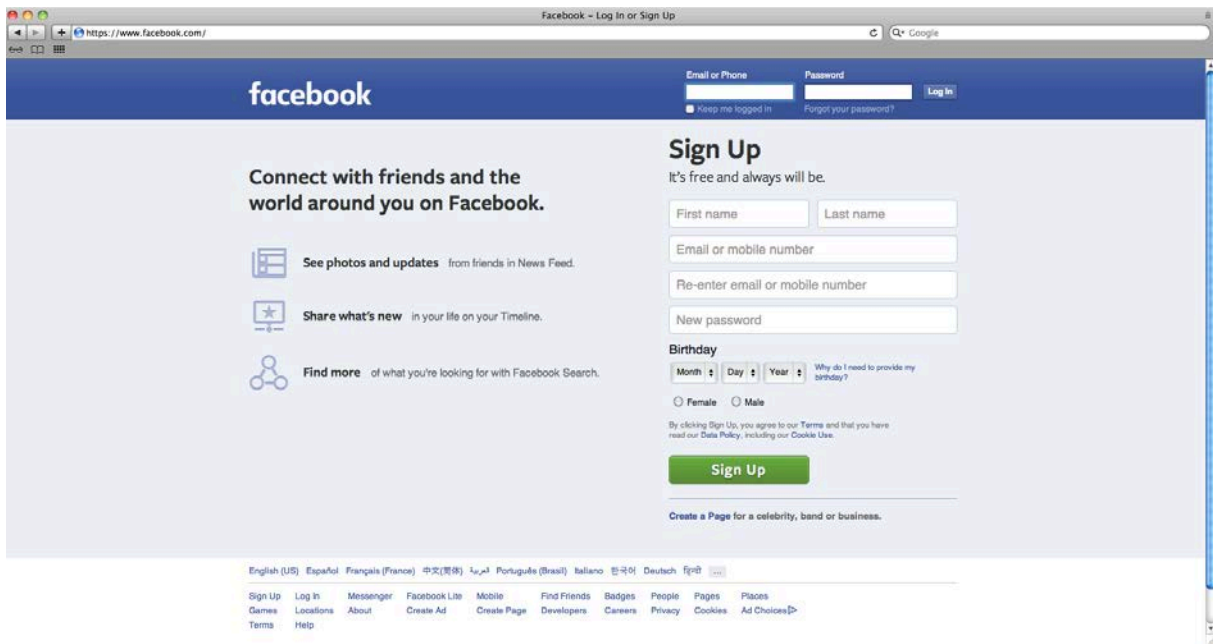 Facebook – Log In or Sign Up
https://www.facebook.com/
Google
facebook
Email or Phone
Password
Log In
Keep me logged in
Forgot your password?
Connect with friends and the
world around you on Facebook.
See photos and updates from friends in News Feed.
Share what's new in your life on your Timeline.
Find more of what you're looking for with Facebook Search.
Sign Up
It's free and always will be.
First name
Last name
Email or mobile number
Re-enter email or mobile number
New password
Birthday
Month Day Year
Why do I need to provide my
birthday?
Female Male
By clicking Sign Up, you agree to our Terms and that you have
read our Data Policy, including our Cookie Use.
Sign Up
Create a Page for a celebrity, band or business.
English (US) Español Français (France) 中文(简体) العربية Português (Brasil) Italiano 한국어 Deutsch हिन्दी ...
Sign Up Log In Messenger Facebook Lite Mobile Find Friends Badges People Pages Places
Games Locations About Create Ad Create Page Developers Careers Privacy Cookies Ad Choices
Terms Help